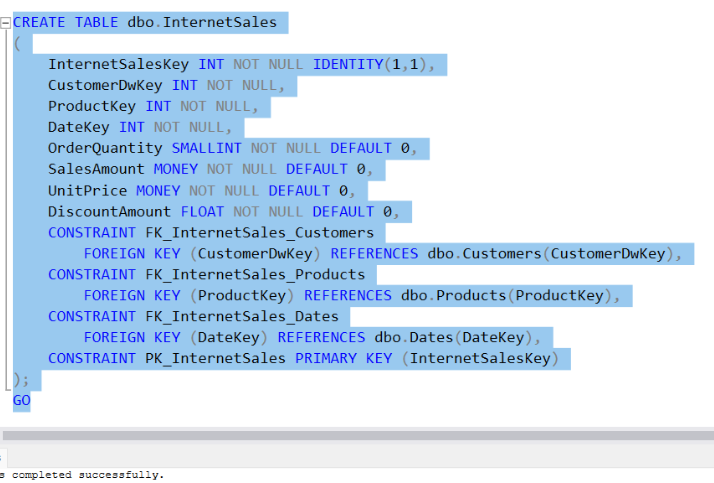 CREATE TABLE dbo.InternetSales
(
    InternetSalesKey INT NOT NULL IDENTITY(1,1),
    CustomerDwKey INT NOT NULL,
    ProductKey INT NOT NULL,
    DateKey INT NOT NULL,
    OrderQuantity SMALLINT NOT NULL DEFAULT 0,
    SalesAmount MONEY NOT NULL DEFAULT 0,
    UnitPrice MONEY NOT NULL DEFAULT 0,
    DiscountAmount FLOAT NOT NULL DEFAULT 0,
    CONSTRAINT FK_InternetSales_Customers
        FOREIGN KEY (CustomerDwKey) REFERENCES dbo.Customers(CustomerDwKey),
    CONSTRAINT FK_InternetSales_Products
        FOREIGN KEY (ProductKey) REFERENCES dbo.Products(ProductKey),
    CONSTRAINT FK_InternetSales_Dates
        FOREIGN KEY (DateKey) REFERENCES dbo.Dates(DateKey),
    CONSTRAINT PK_InternetSales PRIMARY KEY (InternetSalesKey)
);
GO
s completed successfully.